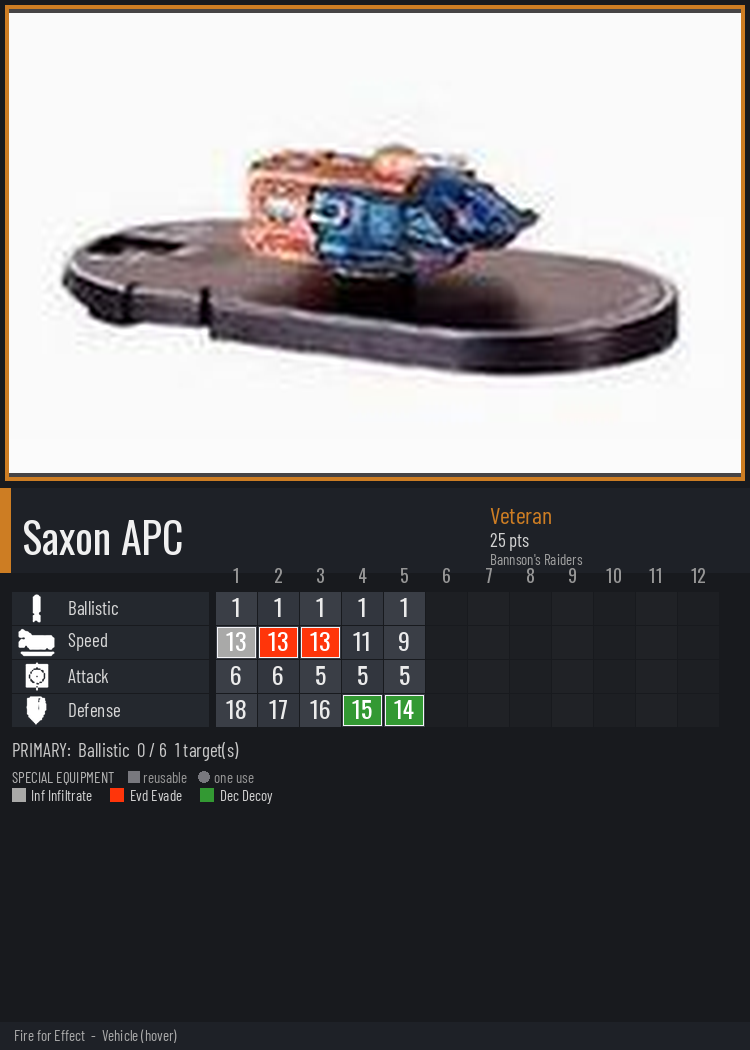 Saxon APC
Veteran
25 pts
Bannson's Raiders
1 2 3 4 5 6 7 8 9 10 11 12
Ballistic 1 1 1 1 1
Speed 13 13 13 11 9
Attack 6 6 5 5 5
Defense 18 17 16 15 14
PRIMARY: Ballistic 0 / 6 1 target(s)
SPECIAL EQUIPMENT reusable one use
Inf Infiltrate Evd Evade Dec Decoy
Fire for Effect - Vehicle (hover)